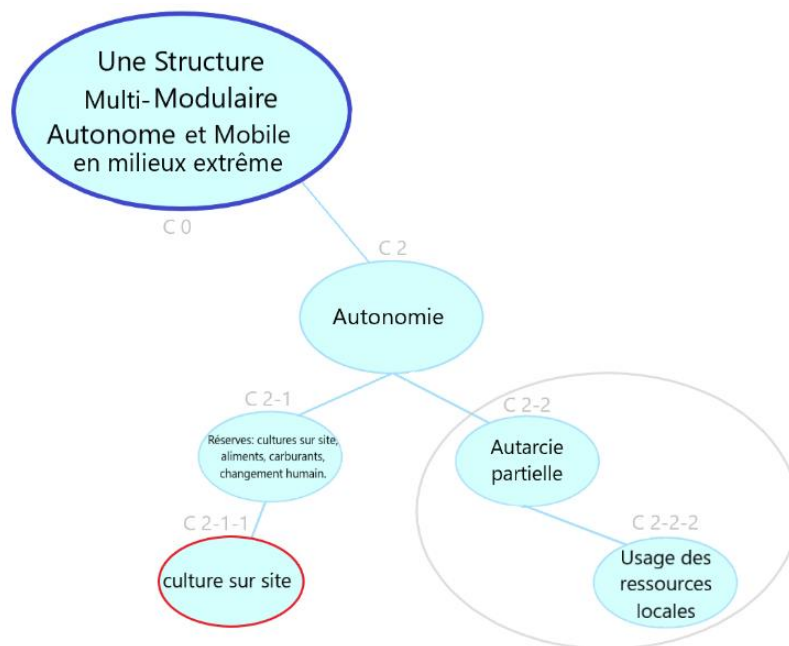 Une Structure
Multi-Modulaire
Autonome et Mobile
en milieux extrême
C 0
C 2
Autonomie
C 2-1
Réserves: cultures sur site,
aliments, carburants,
changement humain.
C 2-2
Autarcie
partielle
C 2-1-1
culture sur site
C 2-2-2
Usage des
ressources
locales